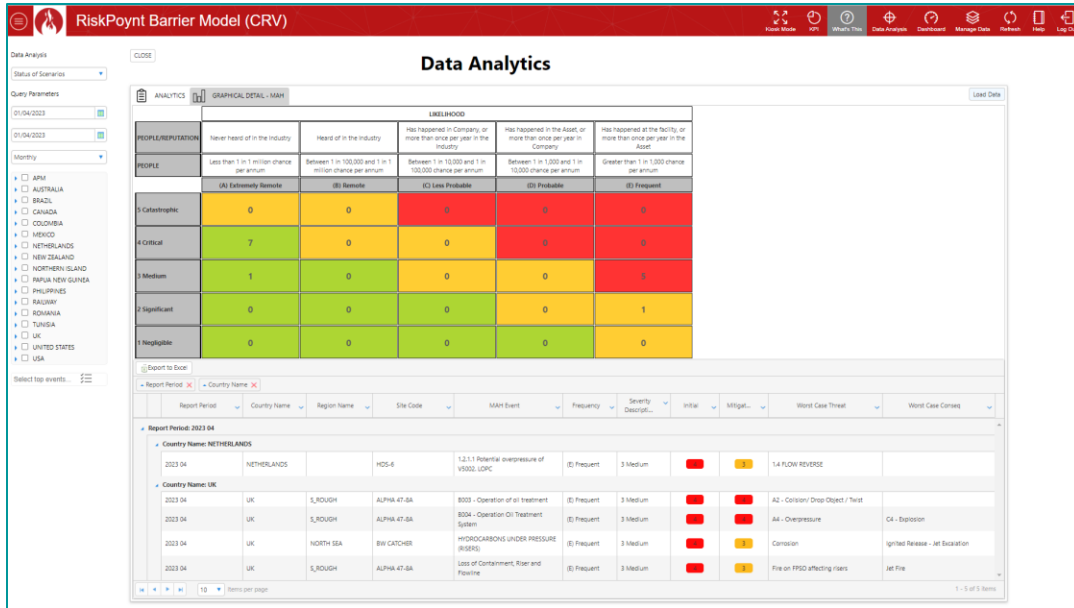 RiskPoynt Barrier Model (CRV)
Kiosk Mode KPI What's This Data Analysis Dashboard Manage Data Refresh Help Log Ou
Data Analysis
Status of Scenarios
Query Parameters
01/04/2023
01/04/2023
Monthly
APM
AUSTRALIA
BRAZIL
CANADA
COLOMBIA
MEXICO
NETHERLANDS
NEW ZEALAND
NORTHERN ISLAND
PAPUA NEW GUINEA
PHILIPPINES
RAILWAY
ROMANIA
TUNISIA
UK
UNITED STATES
USA
Select top events...
CLOSE
Data Analytics
ANALYTICS GRAPHICAL DETAIL - MAH Load Data
LIKELIHOOD
PEOPLE/REPUTATION Never heard of in the Industry Heard of in the industry Has happened in Company, or more than once per year in the Industry Has happened in the Asset, or more than once per year in Company Has happened at the facility, or more than once per year in the Asset
PEOPLE Less than 1 in 1 million chance per annum Between 1 in 100,000 and 1 in 1 million chance per annum Between 1 in 10,000 and 1 in 100,000 chance per annum Between 1 in 1,000 and 1 in 10,000 chance per annum Greater than 1 in 1,000 chance per annum
(A) Extremely Remote (B) Remote (C) Less Probable (D) Probable (E) Frequent
5 Catastrophic 0 0 0 0 0
4 Critical 7 0 0 0 0
3 Medium 1 0 0 0 5
2 Significant 0 0 0 0 1
1 Negligible 0 0 0 0 0
Export to Excel
Report Period Country Name
Report Period Country Name Region Name Site Code MAH Event Frequency Severity Descripti... Initial Mitigat... Worst Case Threat Worst Case Conseq
Report Period: 2023 04
Country Name: NETHERLANDS
2023 04 NETHERLANDS HDS-6 1.2.1.1 Potential overpressure of V5002. LOPC (E) Frequent 3 Medium 3 1.4 FLOW REVERSE
Country Name: UK
2023 04 UK S_ROUGH ALPHA 47-8A B003 - Operation of oil treatment (E) Frequent 3 Medium A2 - Colision/ Drop Object / Twist
2023 04 UK S_ROUGH ALPHA 47-8A B004 - Operation Oil Treatment System (E) Frequent 3 Medium A4 - Overpressure C4 - Explosion
2023 04 UK NORTH SEA BW CATCHER HYDROCARBONS UNDER PRESSURE (RISERS) (E) Frequent 3 Medium 3 Corrosion Ignited Release - Jet Escalation
2023 04 UK S_ROUGH ALPHA 47-8A Loss of Containment, Riser and Flowline (E) Frequent 3 Medium 3 Fire on FPSO affecting risers Jet Fire
10 items per page 1 - 5 of 5 items